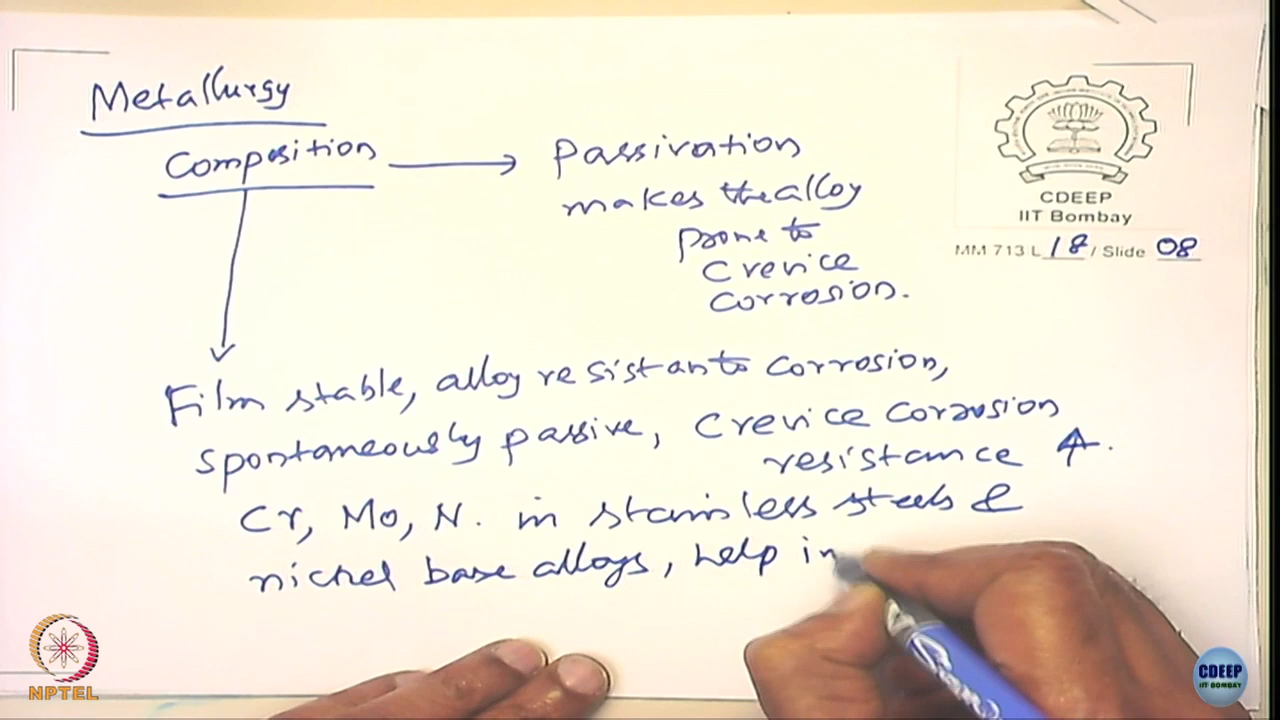 Metallurgy
Composition → Passivation
makes the alloy
prone to
crevice
corrosion.
Film stable, alloy resistant to corrosion,
spontaneously passive, crevice corrosion
resistance ↑.
Cr, Mo, N. in stainless steels &
nickel base alloys, help in
CDEEP
IIT Bombay
MM 713 L 18 / Slide 08
NPTEL
CDEEP
IIT BOMBAY